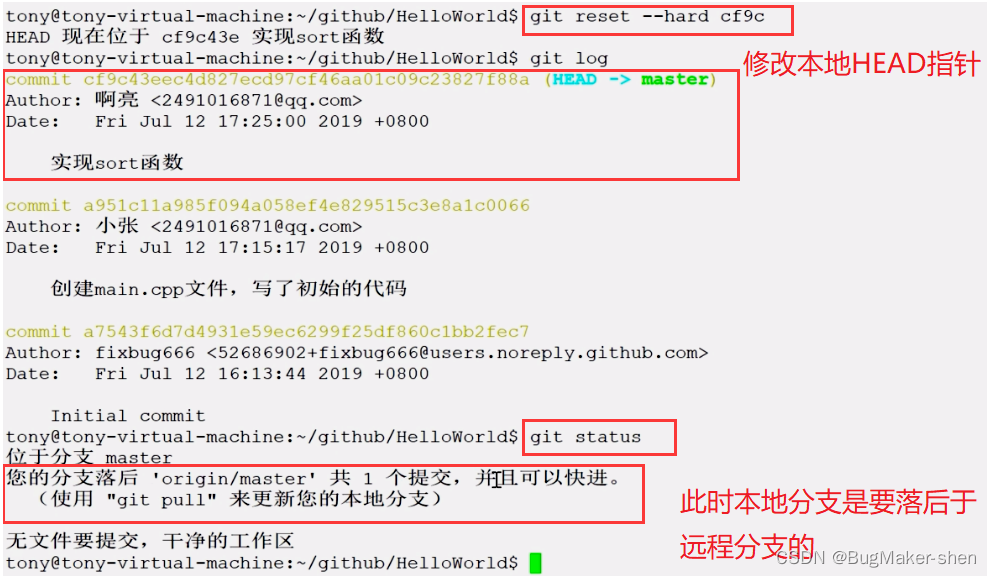 tony@tony-virtual-machine:~/github/HelloWorld$ git reset --hard cf9c
HEAD 现在位于 cf9c43e 实现sort函数
tony@tony-virtual-machine:~/github/HelloWorld$ git log
修改本地HEAD指针
commit cf9c43eec4d827ecd97cf46aa01c09c23827f88a (HEAD -> master)
Author: 啊亮 <2491016871@qq.com>
Date:   Fri Jul 12 17:25:00 2019 +0800
实现sort函数
commit a951c11a985f094a058ef4e829515c3e8a1c0066
Author: 小张 <2491016871@qq.com>
Date:   Fri Jul 12 17:15:17 2019 +0800
创建main.cpp文件，写了初始的代码
commit a7543f6d7d4931e59ec6299f25df860c1bb2fec7
Author: fixbug666 <52686902+fixbug666@users.noreply.github.com>
Date:   Fri Jul 12 16:13:44 2019 +0800
Initial commit
tony@tony-virtual-machine:~/github/HelloWorld$ git status
位于分支 master
您的分支落后 'origin/master' 共 1 个提交，并且可以快进。
（使用 "git pull" 来更新您的本地分支）
此时本地分支是要落后于
远程分支的
无文件要提交，干净的工作区
tony@tony-virtual-machine:~/github/HelloWorld$
CSDN @BugMaker-shen